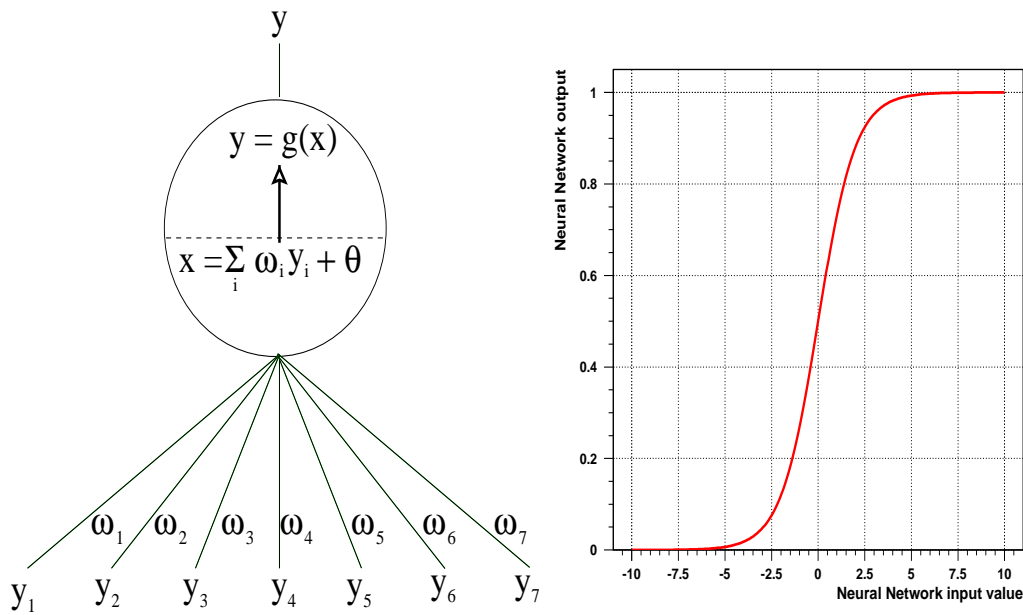 y
y = g(x)
x = Σ ω_i y_i + θ
i
ω₁ ω₂ ω₃ ω₄ ω₅ ω₆ ω₇
y₁ y₂ y₃ y₄ y₅ y₆ y₇
Neural Network output
1
0.8
0.6
0.4
0.2
0
-10 -7.5 -5 -2.5 0 2.5 5 7.5 10
Neural Network input value